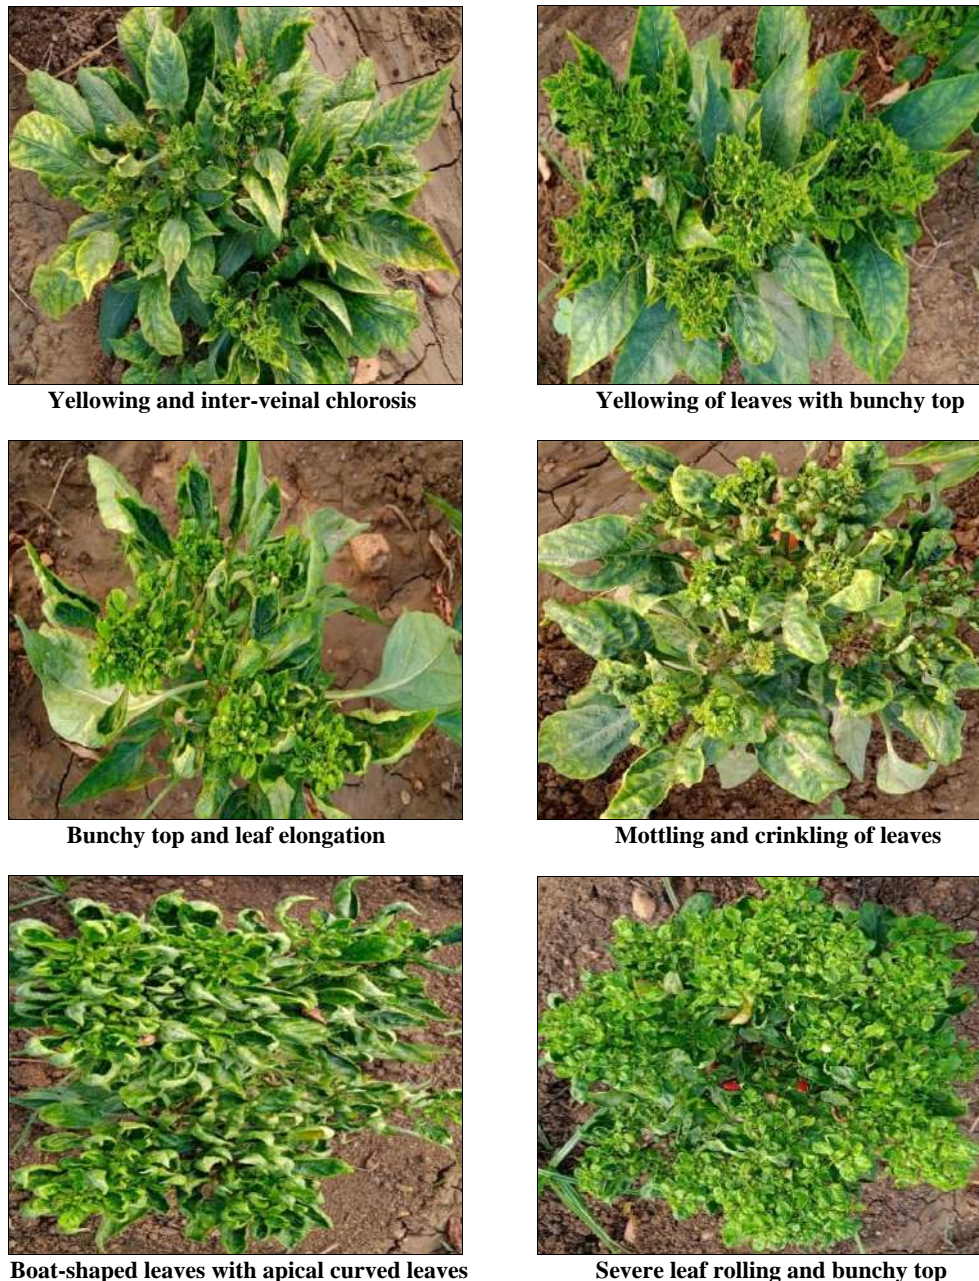 Yellowing and inter-veinal chlorosis
Yellowing of leaves with bunchy top
Bunchy top and leaf elongation
Mottling and crinkling of leaves
Boat-shaped leaves with apical curved leaves
Severe leaf rolling and bunchy top